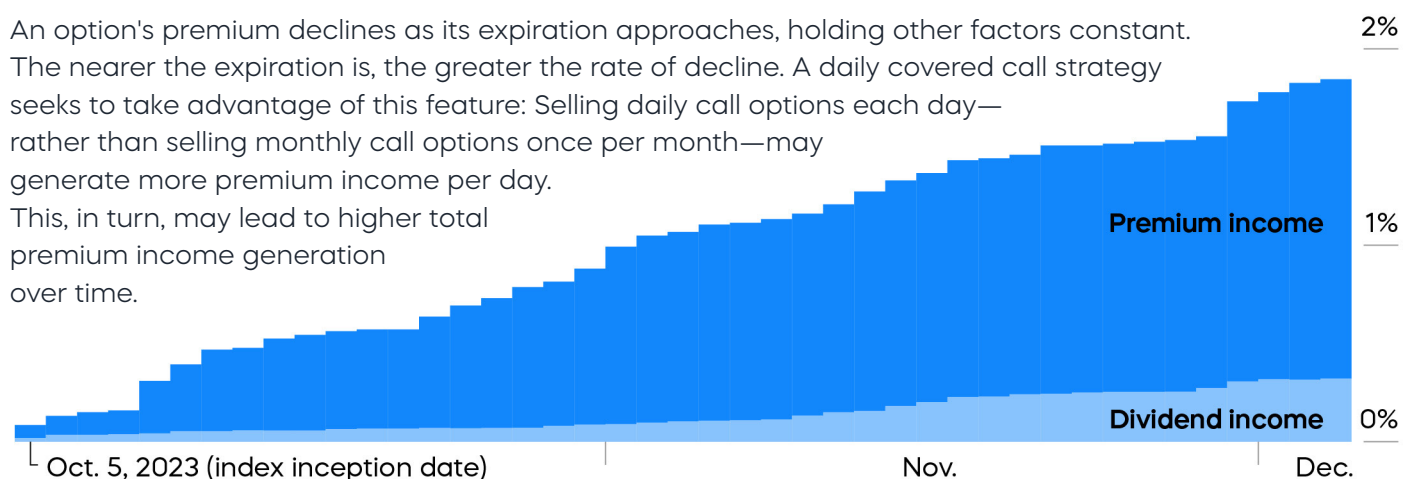 An option's premium declines as its expiration approaches, holding other factors constant.
The nearer the expiration is, the greater the rate of decline. A daily covered call strategy
seeks to take advantage of this feature: Selling daily call options each day—
rather than selling monthly call options once per month—may
generate more premium income per day.
This, in turn, may lead to higher total
premium income generation
over time.
2%
1%
0%
Premium income
Dividend income
Oct. 5, 2023 (index inception date)
Nov.
Dec.